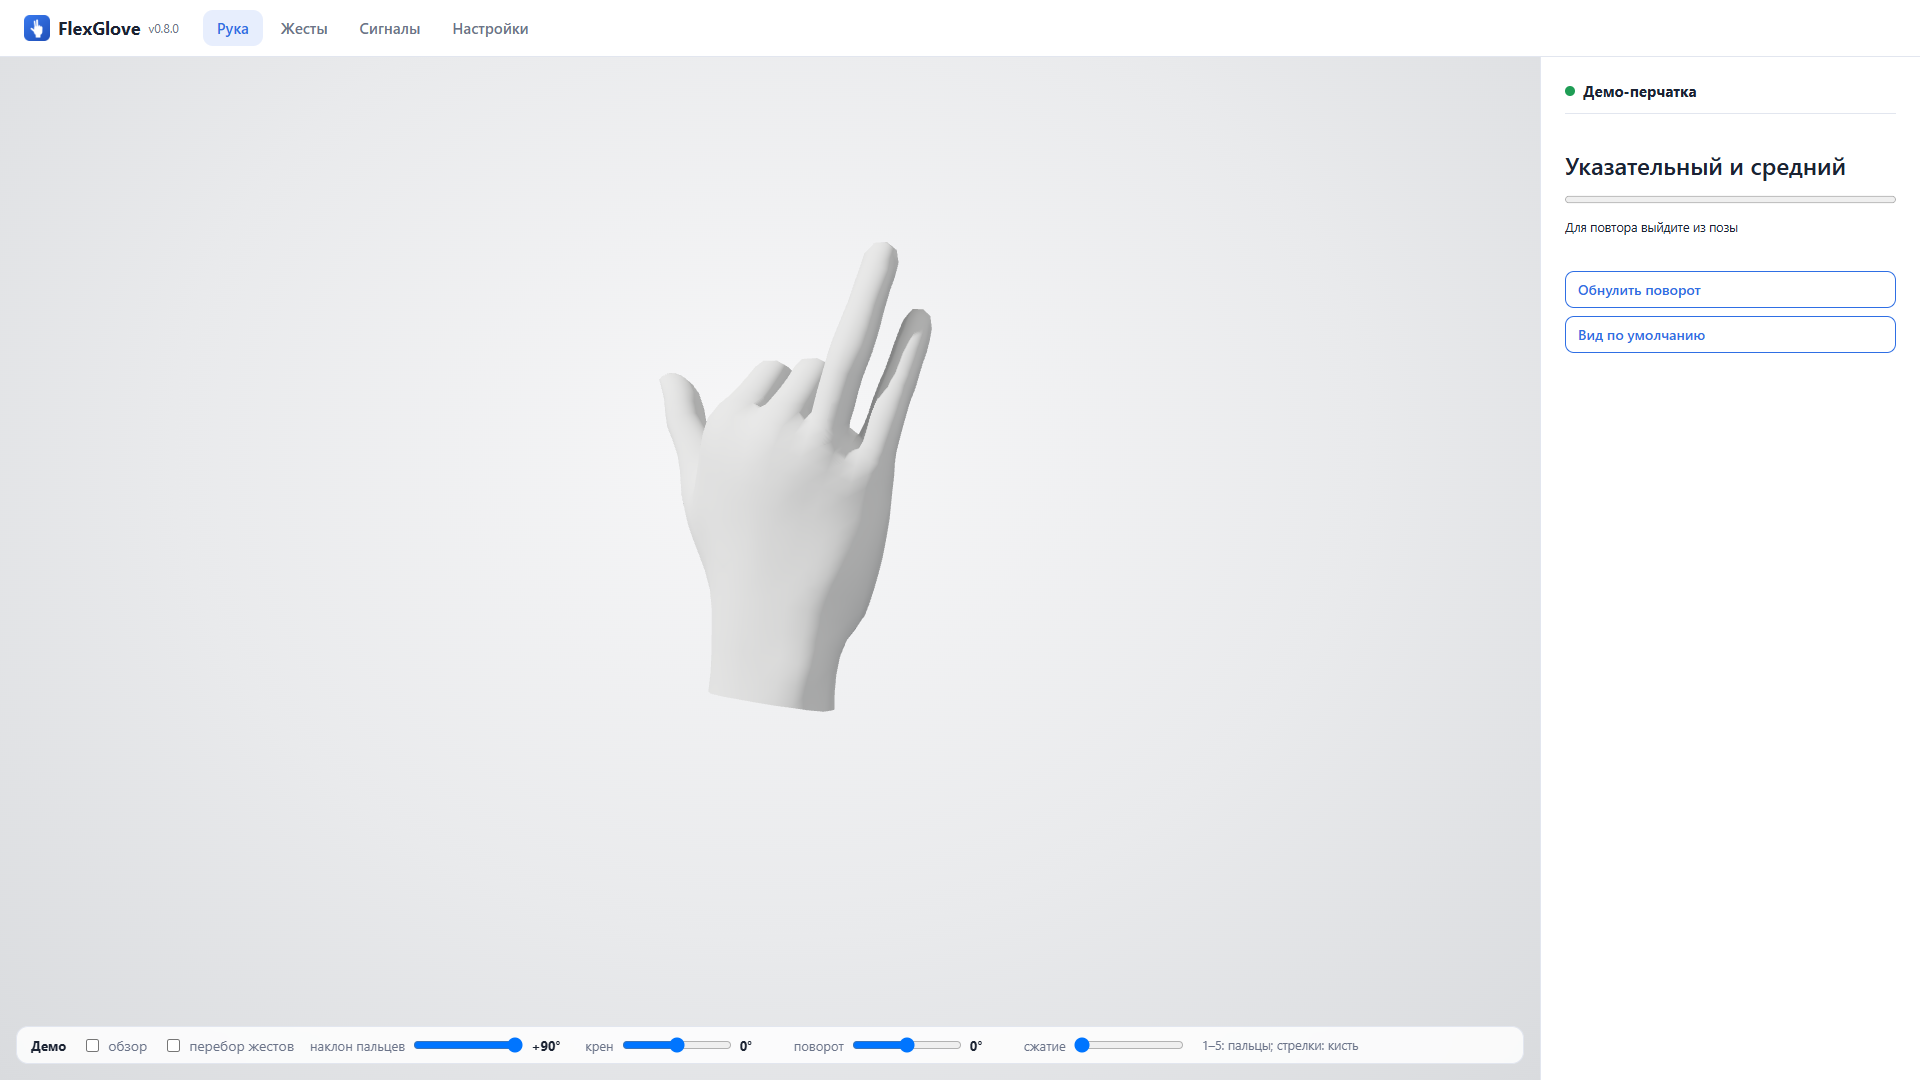 FlexGlove v0.8.0 Рука Жесты Сигналы Настройки
Демо-перчатка
Указательный и средний
Для повтора выйдите из позы
Обнулить поворот
Вид по умолчанию
Демо обзор перебор жестов наклон пальцев +90° крен 0° поворот 0° сжатие 1–5: пальцы; стрелки: кисть